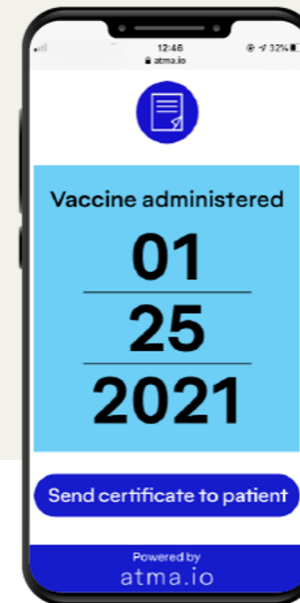 12:46
32%
atma.io
Vaccine administered
01
25
2021
Send certificate to patient
Powered by
atma.io